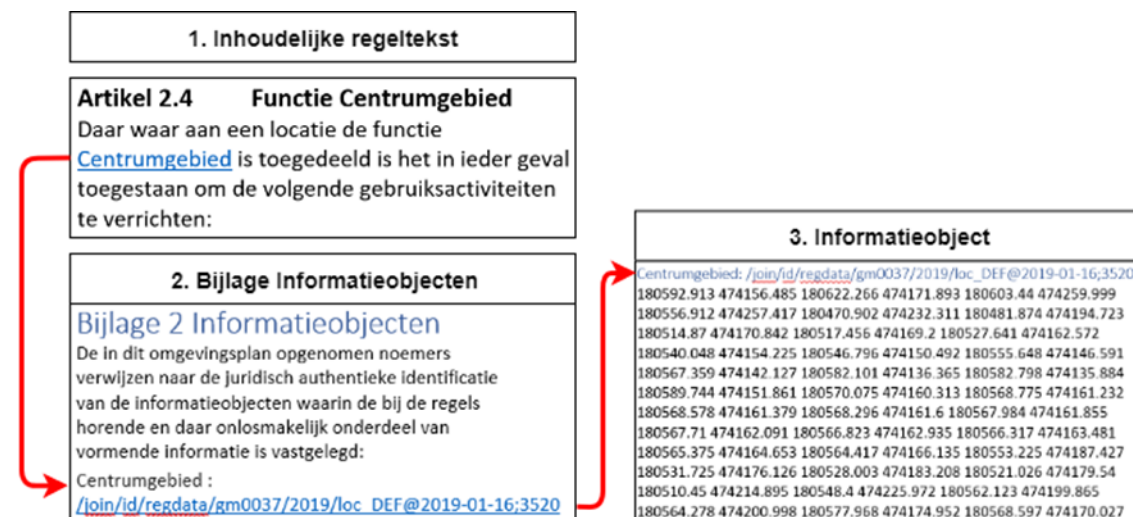 1. Inhoudelijke regeltekst
Artikel 2.4 Functie Centrumgebied
Daar waar aan een locatie de functie
Centrumgebied is toegedeeld is het in ieder geval
toegestaan om de volgende gebruiksactiviteiten
te verrichten:
2. Bijlage Informatieobjecten
Bijlage 2 Informatieobjecten
De in dit omgevingsplan opgenomen noemers
verwijzen naar de juridisch authentieke identificatie
van de informatieobjecten waarin de bij de regels
horende en daar onlosmakelijk onderdeel van
vormende informatie is vastgelegd:
Centrumgebied :
/join/id/regdata/gm0037/2019/loc_DEF@2019-01-16;3520
3. Informatieobject
Centrumgebied: /join/id/regdata/gm0037/2019/loc_DEF@2019-01-16;3520
180592.913 474156.485 180622.266 474171.893 180603.44 474259.999
180556.912 474257.417 180470.902 474232.311 180481.874 474194.723
180514.87 474170.842 180517.456 474169.2 180527.641 474162.572
180540.048 474154.225 180546.796 474150.492 180555.648 474146.591
180567.359 474142.127 180582.101 474136.365 180582.798 474135.884
180589.744 474151.861 180570.075 474160.313 180568.775 474161.232
180568.578 474161.379 180568.296 474161.6 180567.984 474161.855
180567.71 474162.091 180566.823 474162.935 180566.317 474163.481
180565.375 474164.653 180564.417 474166.135 180553.225 474187.427
180531.725 474176.126 180528.003 474183.208 180521.026 474179.54
180510.45 474214.895 180548.4 474225.972 180562.123 474199.865
180564.278 474200.998 180577.968 474174.952 180568.597 474170.027